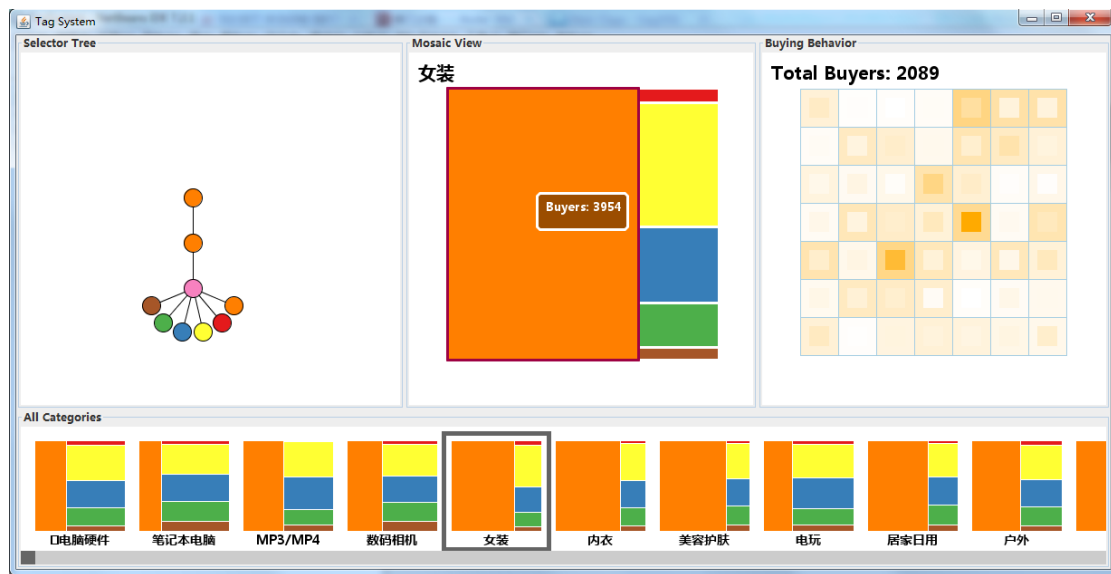 Tag System
Selector Tree
Mosaic View
Buying Behavior
女装
Total Buyers: 2089
Buyers: 3954
All Categories
电脑硬件
笔记本电脑
MP3/MP4
数码相机
女装
内衣
美容护肤
电玩
居家日用
户外